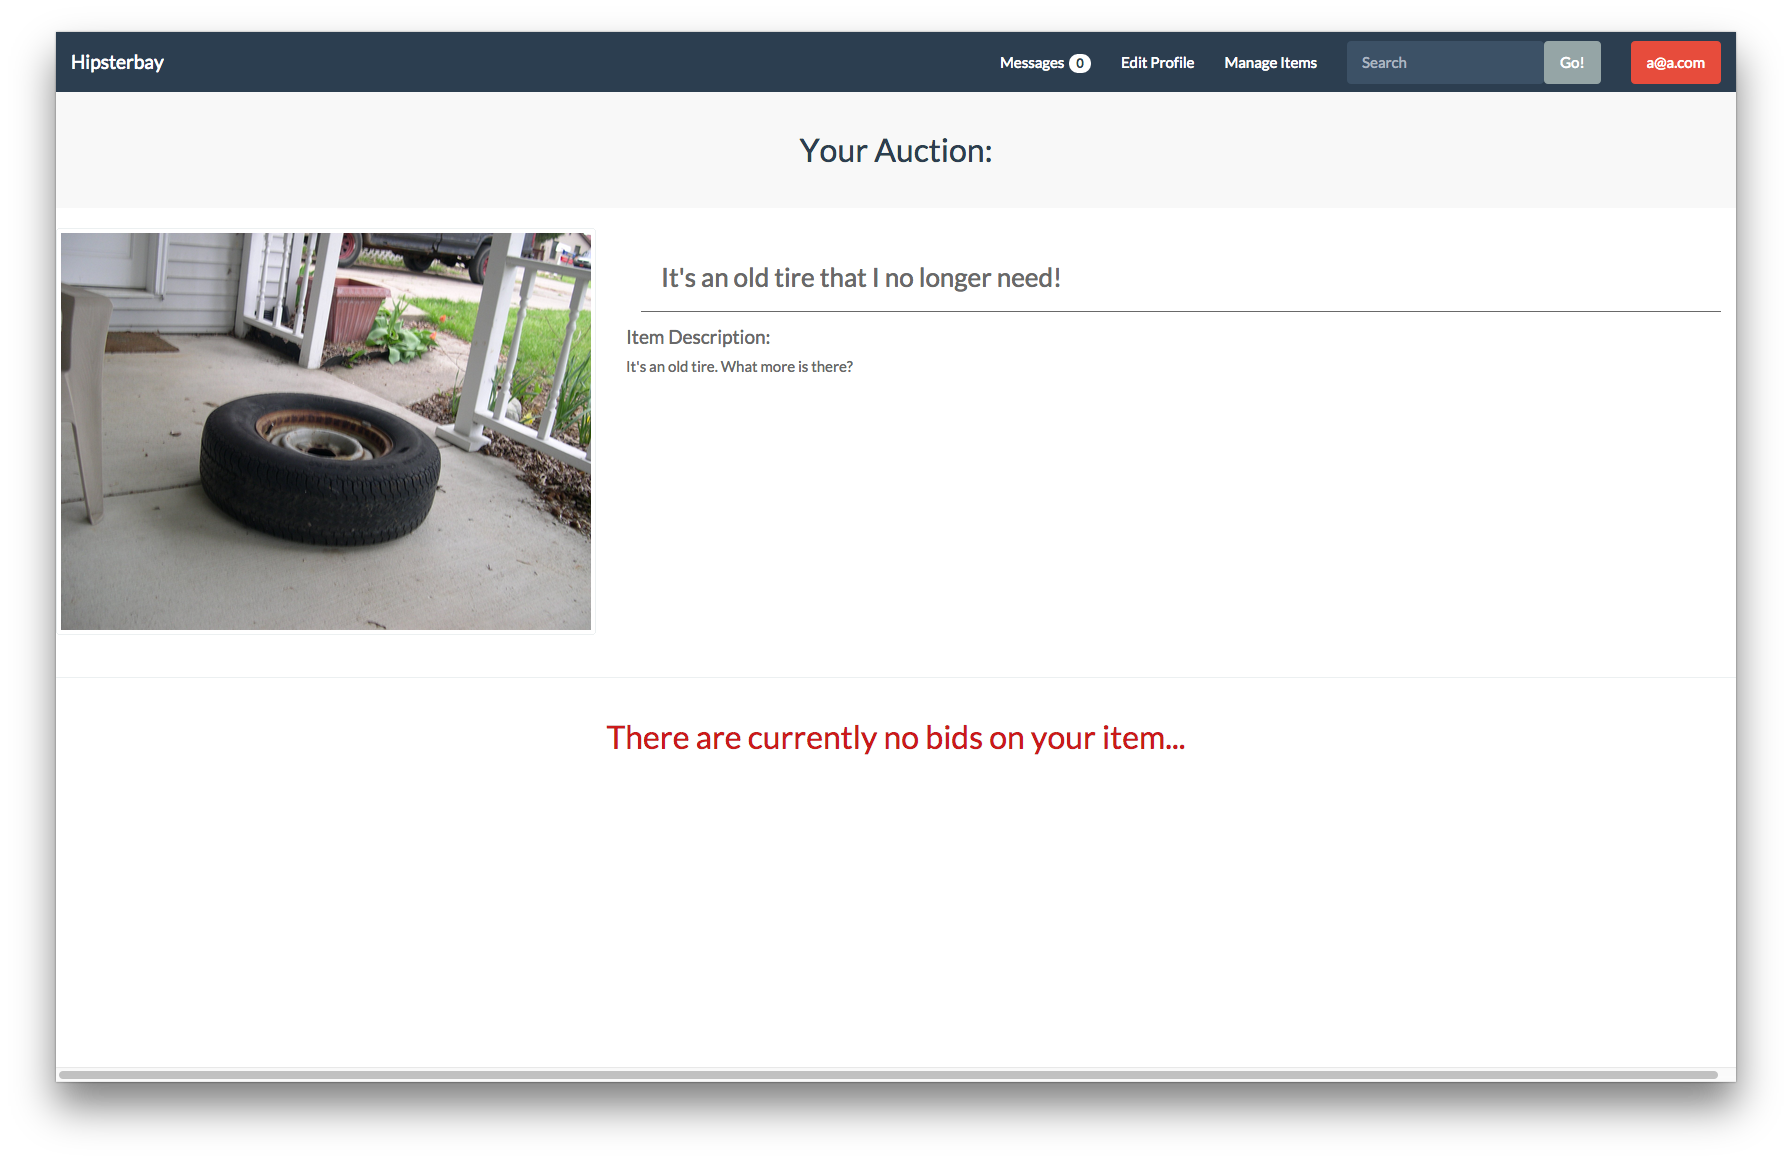 Hipsterbay
Messages 0
Edit Profile
Manage Items
Search
Go!
a@a.com
Your Auction:
It's an old tire that I no longer need!
Item Description:
It's an old tire. What more is there?
There are currently no bids on your item...